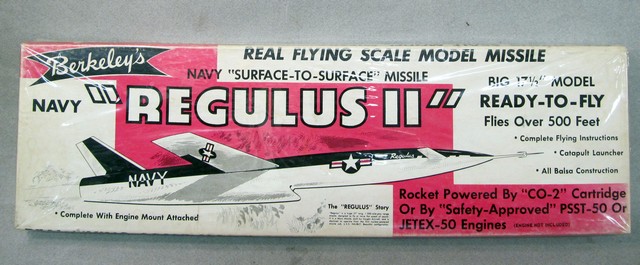 Berkeley's
REAL FLYING SCALE MODEL MISSILE
NAVY "SURFACE-TO-SURFACE" MISSILE
NAVY "REGULUS II"
BIG 17½" MODEL
READY-TO-FLY
Flies Over 500 Feet
• Complete Flying Instructions
• Catapult Launcher
• All Balsa Construction
Regulus
NAVY
• Complete With Engine Mount Attached
The "REGULUS" Story
Rocket Powered By "CO-2" Cartridge
Or By "Safety-Approved" PSST-50 Or
JETEX-50 Engines (ENGINE NOT INCLUDED)